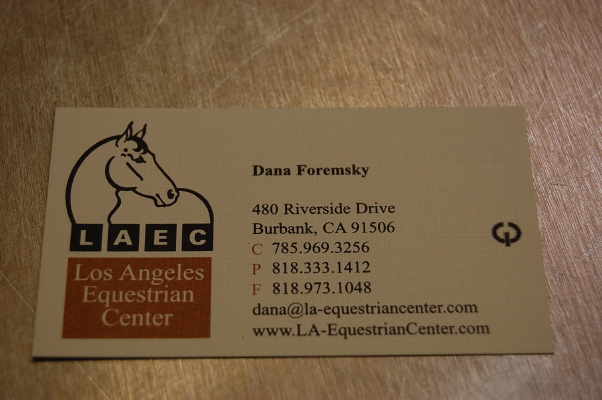 LAEC
Los Angeles
Equestrian
Center
Dana Foremsky
480 Riverside Drive
Burbank, CA 91506
C 785.969.3256
P 818.333.1412
F 818.973.1048
dana@la-equestriancenter.com
www.LA-EquestrianCenter.com